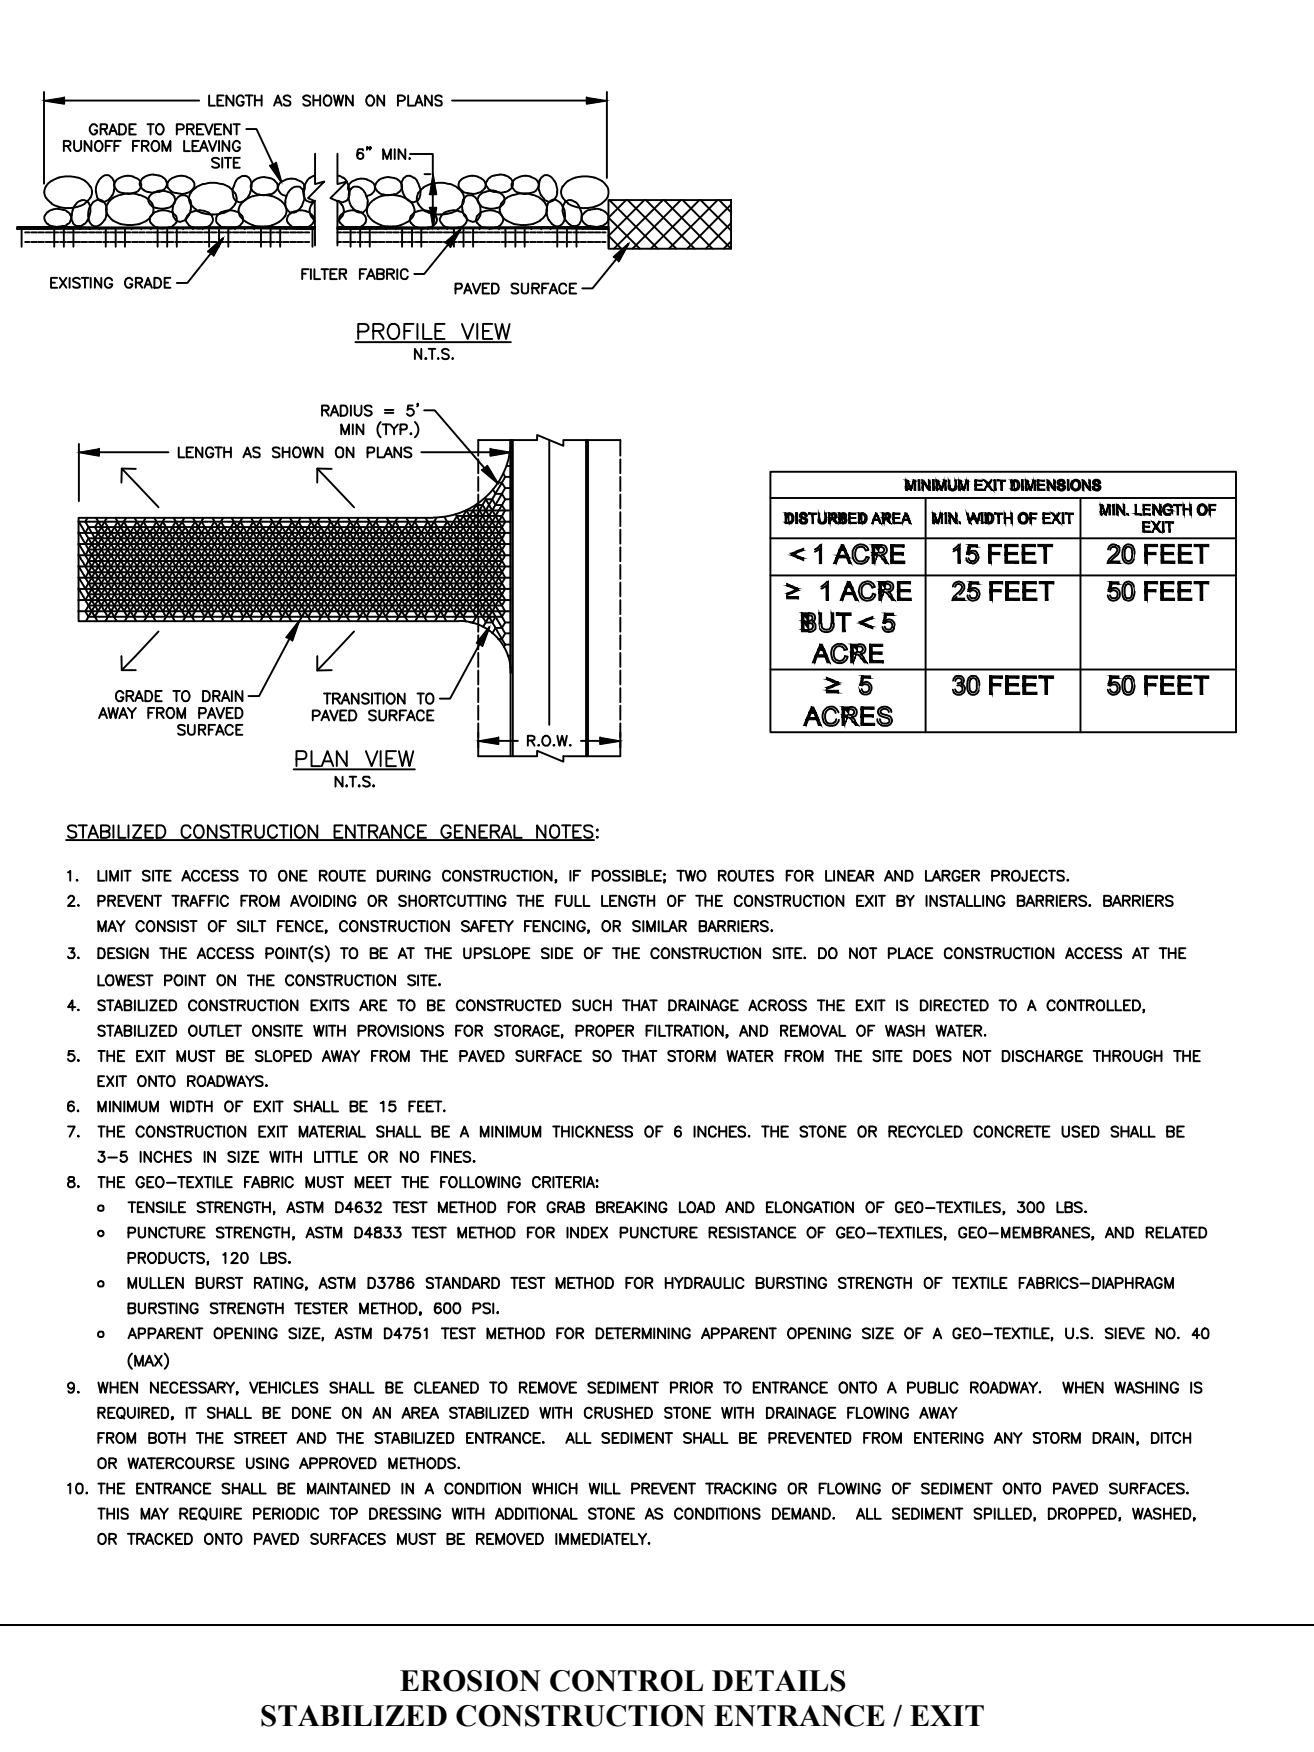 LENGTH AS SHOWN ON PLANS
GRADE TO PREVENT
RUNOFF FROM LEAVING
SITE
6" MIN.
EXISTING GRADE
FILTER FABRIC
PAVED SURFACE
PROFILE VIEW
N.T.S.
RADIUS = 5'
MIN (TYP.)
LENGTH AS SHOWN ON PLANS
GRADE TO DRAIN
AWAY FROM PAVED
SURFACE
TRANSITION TO
PAVED SURFACE
R.O.W.
PLAN VIEW
N.T.S.
MINIMUM EXIT DIMENSIONS
DISTURBED AREA MIN. WIDTH OF EXIT MIN. LENGTH OF
EXIT
< 1 ACRE 15 FEET 20 FEET
≥ 1 ACRE 25 FEET 50 FEET
BUT < 5
ACRE
≥ 5 30 FEET 50 FEET
ACRES
STABILIZED CONSTRUCTION ENTRANCE GENERAL NOTES:
1. LIMIT SITE ACCESS TO ONE ROUTE DURING CONSTRUCTION, IF POSSIBLE; TWO ROUTES FOR LINEAR AND LARGER PROJECTS.
2. PREVENT TRAFFIC FROM AVOIDING OR SHORTCUTTING THE FULL LENGTH OF THE CONSTRUCTION EXIT BY INSTALLING BARRIERS. BARRIERS
MAY CONSIST OF SILT FENCE, CONSTRUCTION SAFETY FENCING, OR SIMILAR BARRIERS.
3. DESIGN THE ACCESS POINT(S) TO BE AT THE UPSLOPE SIDE OF THE CONSTRUCTION SITE. DO NOT PLACE CONSTRUCTION ACCESS AT THE
LOWEST POINT ON THE CONSTRUCTION SITE.
4. STABILIZED CONSTRUCTION EXITS ARE TO BE CONSTRUCTED SUCH THAT DRAINAGE ACROSS THE EXIT IS DIRECTED TO A CONTROLLED,
STABILIZED OUTLET ONSITE WITH PROVISIONS FOR STORAGE, PROPER FILTRATION, AND REMOVAL OF WASH WATER.
5. THE EXIT MUST BE SLOPED AWAY FROM THE PAVED SURFACE SO THAT STORM WATER FROM THE SITE DOES NOT DISCHARGE THROUGH THE
EXIT ONTO ROADWAYS.
6. MINIMUM WIDTH OF EXIT SHALL BE 15 FEET.
7. THE CONSTRUCTION EXIT MATERIAL SHALL BE A MINIMUM THICKNESS OF 6 INCHES. THE STONE OR RECYCLED CONCRETE USED SHALL BE
3-5 INCHES IN SIZE WITH LITTLE OR NO FINES.
8. THE GEO-TEXTILE FABRIC MUST MEET THE FOLLOWING CRITERIA:
o TENSILE STRENGTH, ASTM D4632 TEST METHOD FOR GRAB BREAKING LOAD AND ELONGATION OF GEO-TEXTILES, 300 LBS.
o PUNCTURE STRENGTH, ASTM D4833 TEST METHOD FOR INDEX PUNCTURE RESISTANCE OF GEO-TEXTILES, GEO-MEMBRANES, AND RELATED
PRODUCTS, 120 LBS.
o MULLEN BURST RATING, ASTM D3786 STANDARD TEST METHOD FOR HYDRAULIC BURSTING STRENGTH OF TEXTILE FABRICS-DIAPHRAGM
BURSTING STRENGTH TESTER METHOD, 600 PSI.
o APPARENT OPENING SIZE, ASTM D4751 TEST METHOD FOR DETERMINING APPARENT OPENING SIZE OF A GEO-TEXTILE, U.S. SIEVE NO. 40
(MAX)
9. WHEN NECESSARY, VEHICLES SHALL BE CLEANED TO REMOVE SEDIMENT PRIOR TO ENTRANCE ONTO A PUBLIC ROADWAY. WHEN WASHING IS
REQUIRED, IT SHALL BE DONE ON AN AREA STABILIZED WITH CRUSHED STONE WITH DRAINAGE FLOWING AWAY
FROM BOTH THE STREET AND THE STABILIZED ENTRANCE. ALL SEDIMENT SHALL BE PREVENTED FROM ENTERING ANY STORM DRAIN, DITCH
OR WATERCOURSE USING APPROVED METHODS.
10. THE ENTRANCE SHALL BE MAINTAINED IN A CONDITION WHICH WILL PREVENT TRACKING OR FLOWING OF SEDIMENT ONTO PAVED SURFACES.
THIS MAY REQUIRE PERIODIC TOP DRESSING WITH ADDITIONAL STONE AS CONDITIONS DEMAND. ALL SEDIMENT SPILLED, DROPPED, WASHED,
OR TRACKED ONTO PAVED SURFACES MUST BE REMOVED IMMEDIATELY.
EROSION CONTROL DETAILS
STABILIZED CONSTRUCTION ENTRANCE / EXIT